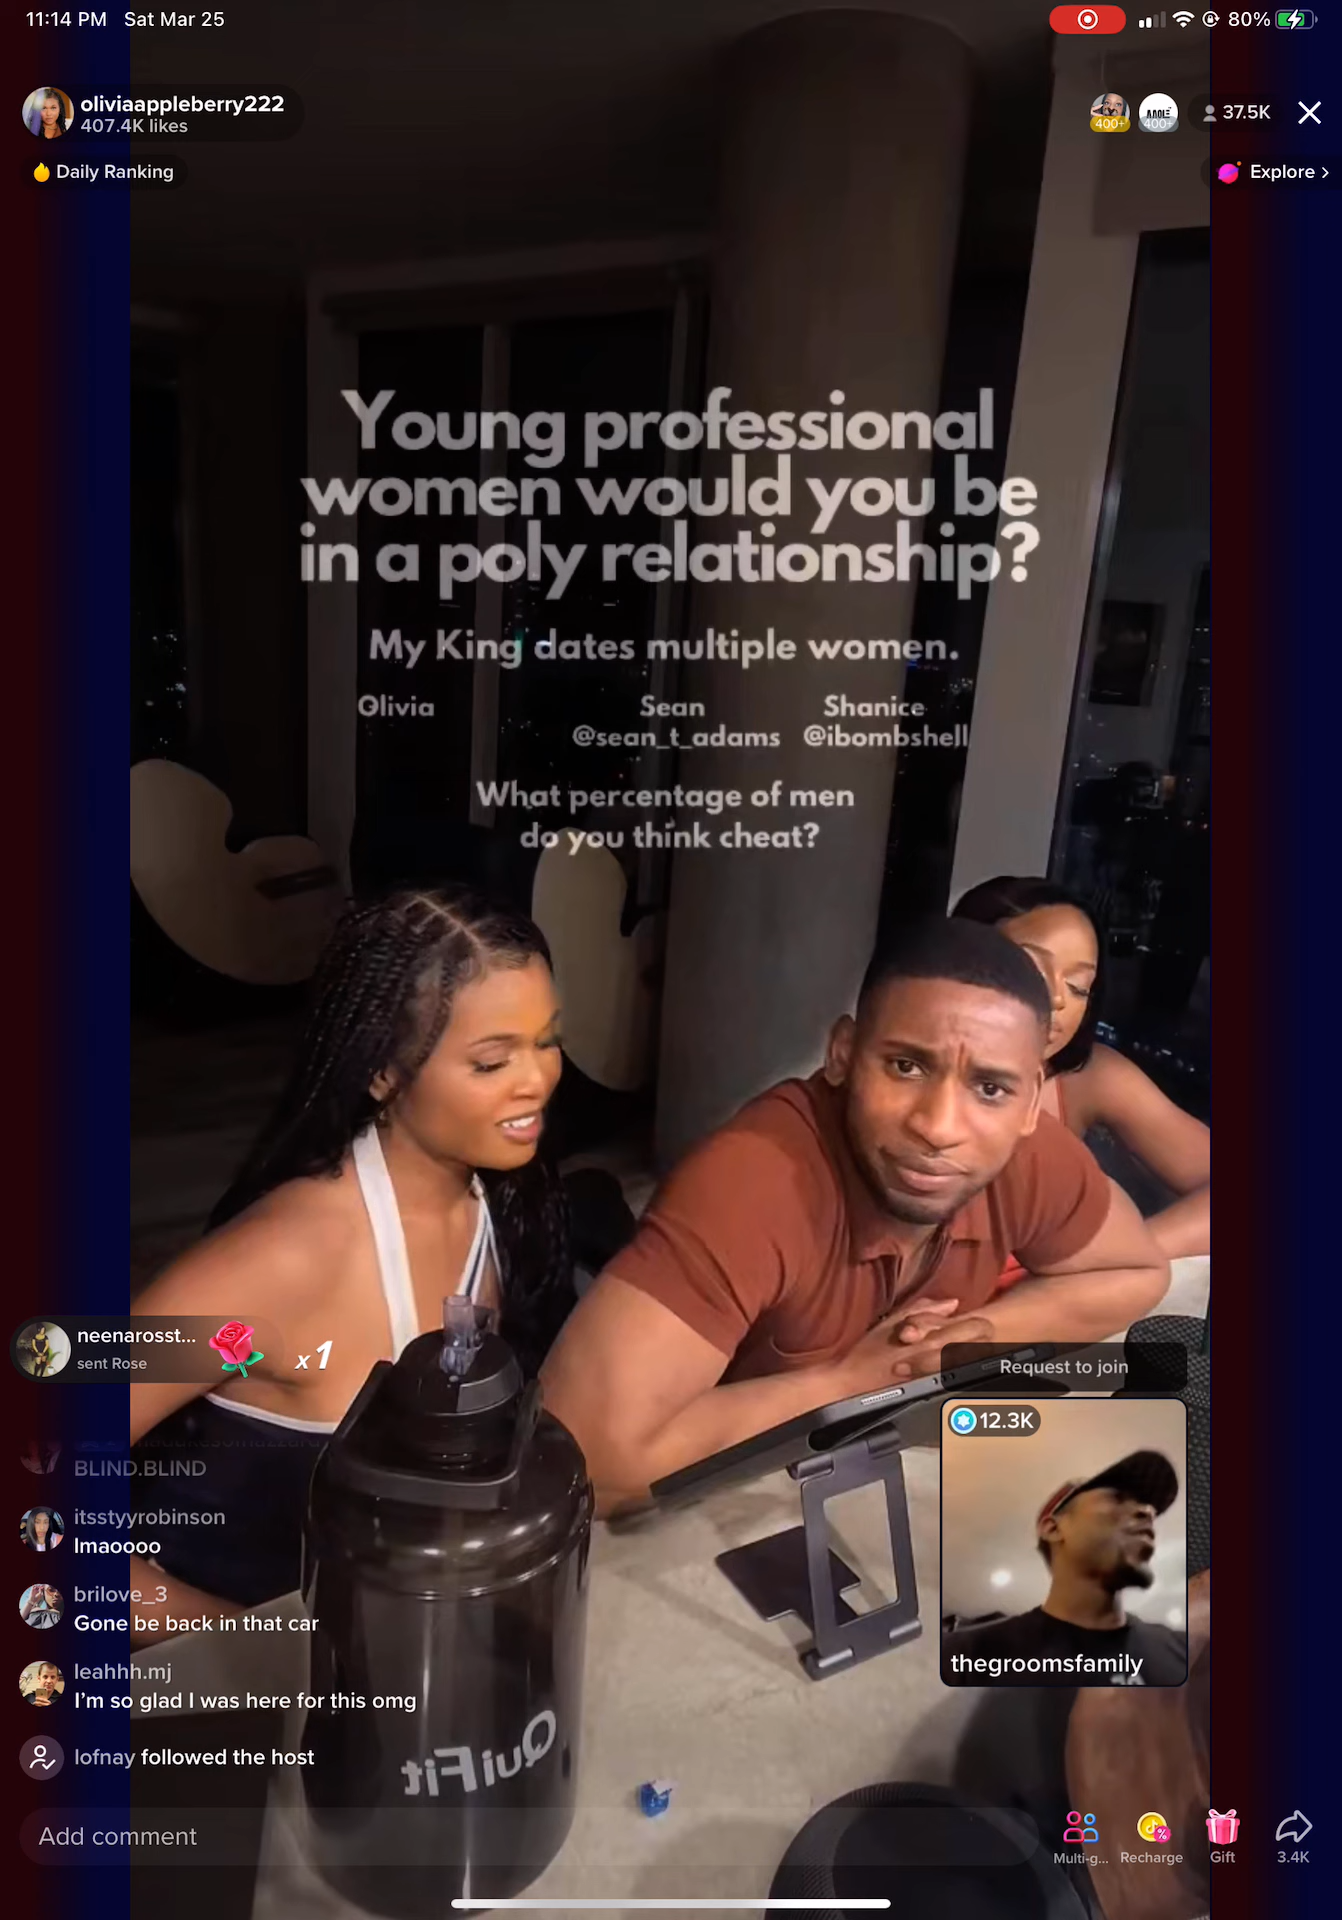 11:14 PM Sat Mar 25
80%
oliviaappleberry222
407.4K likes
400+
400+
37.5K
Daily Ranking
Explore
Young professional
women would you be
in a poly relationship?
My King dates multiple women.
Olivia Sean Shanice
@sean_t_adams @ibombshell
What percentage of men
do you think cheat?
neenarosst...
sent Rose
x1
Request to join
12.3K
thegroomsfamily
BLIND.BLIND
itsstyyrobinson
lmaoooo
brilove_3
Gone be back in that car
leahhh.mj
I'm so glad I was here for this omg
lofnay followed the host
QuiFit
Add comment
Multi-g...
Recharge
Gift
3.4K